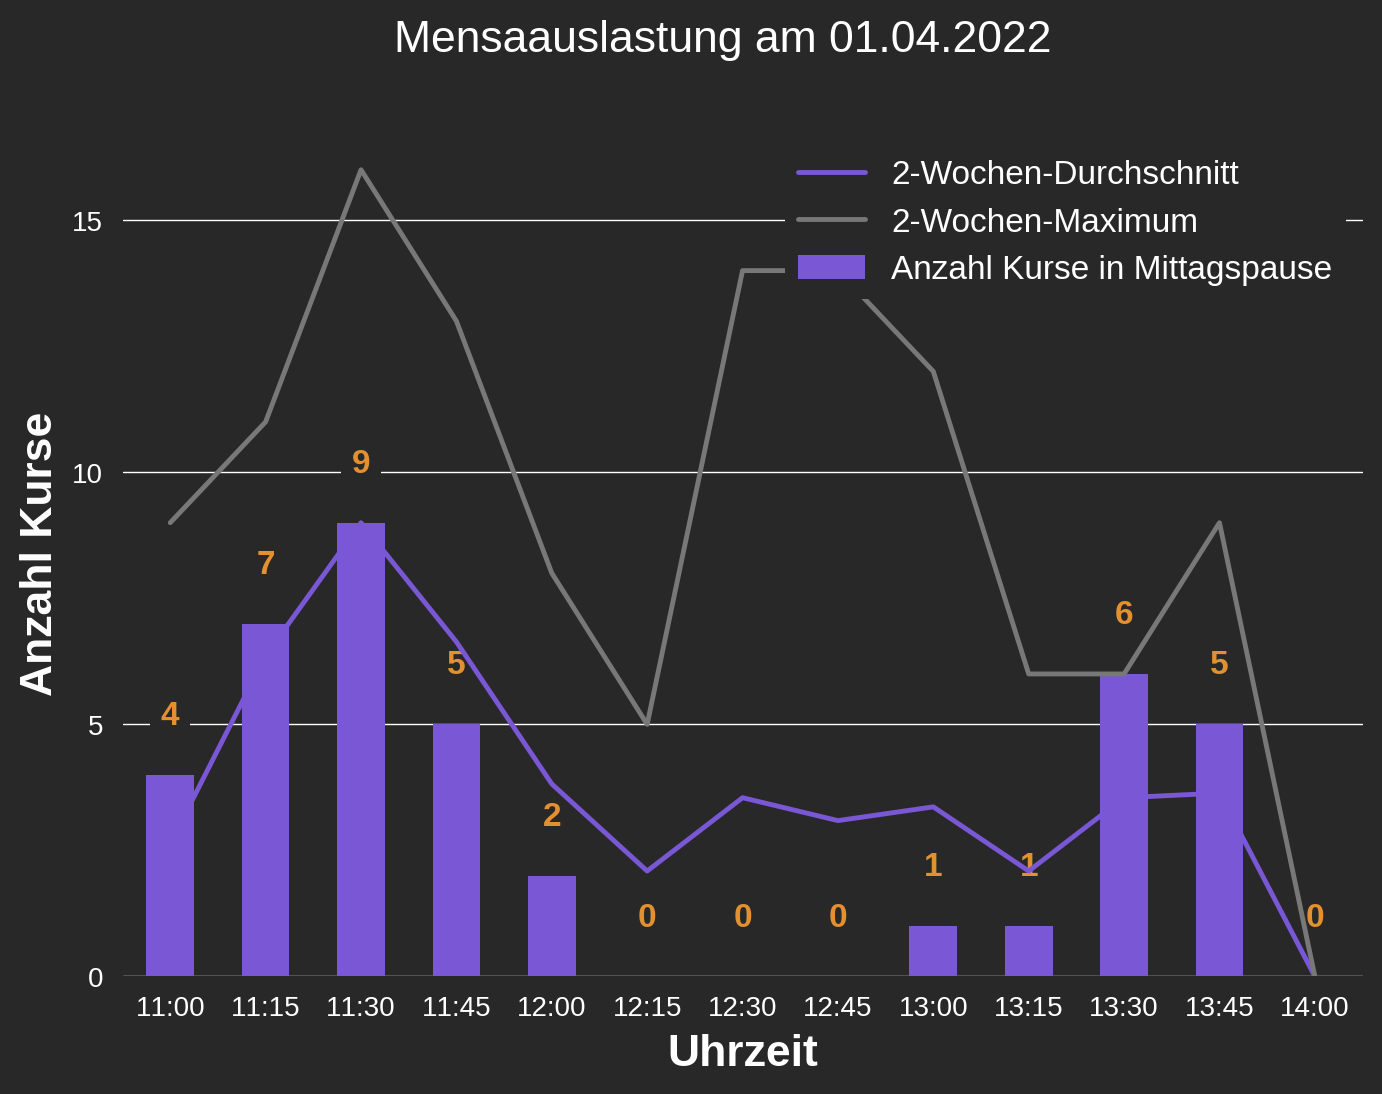 Mensaauslastung am 01.04.2022
2-Wochen-Durchschnitt
2-Wochen-Maximum
Anzahl Kurse in Mittagspause
Anzahl Kurse
15
10
5
0
4
7
9
5
2
0
0
0
1
1
6
5
0
11:00 11:15 11:30 11:45 12:00 12:15 12:30 12:45 13:00 13:15 13:30 13:45 14:00
Uhrzeit